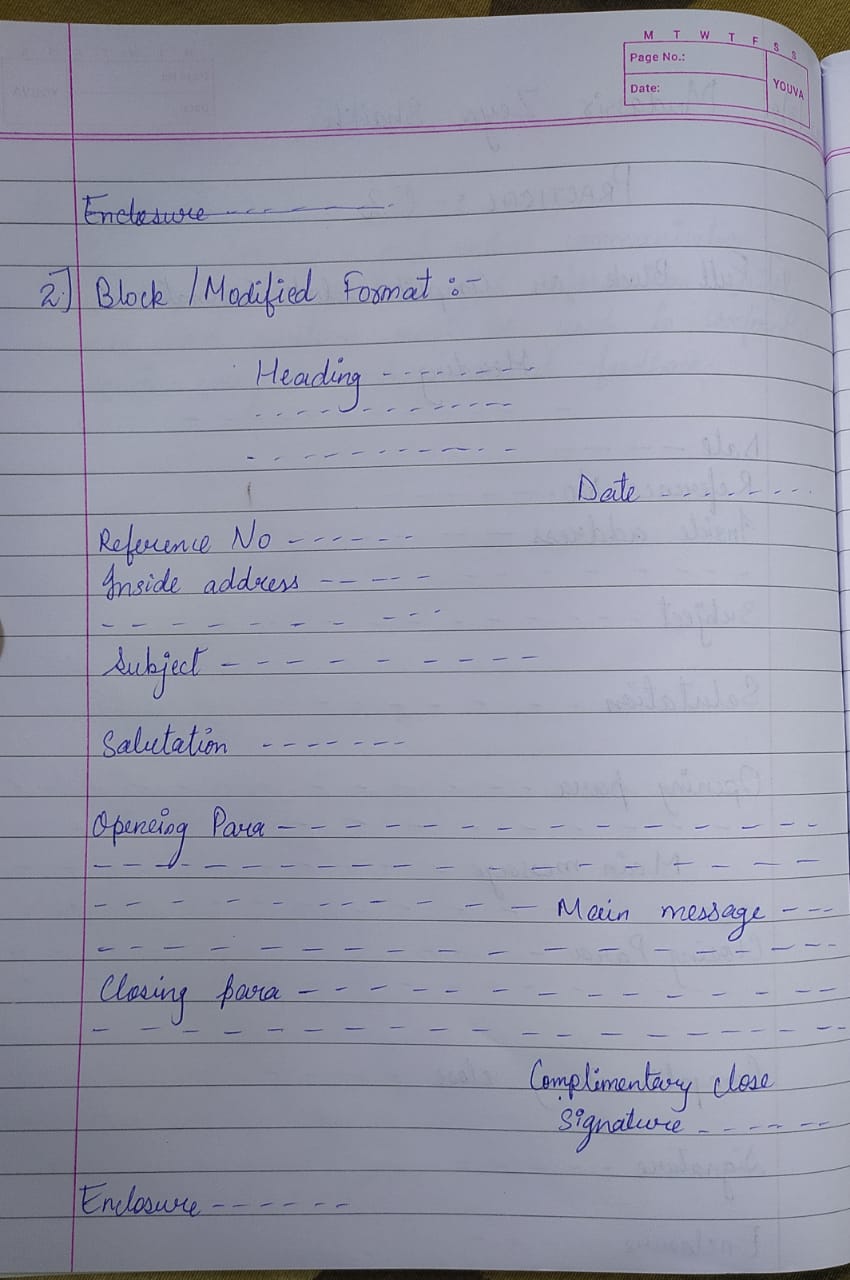 M T W T F S S
Page No.:
Date:
YOUVA
Enclosure
2.] Block / Modified Format :-
Heading
Date
Reference No
Inside address
Subject
Salutation
Opening Para
Main message
Closing para
Complimentary close
Signature
Enclosure